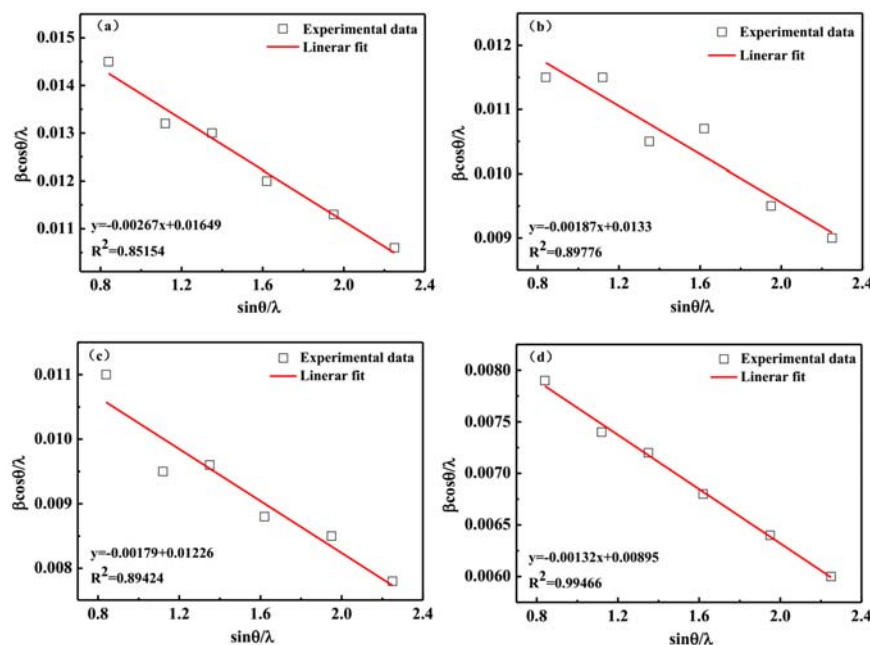 (a)
Experimental data
Linerar fit
0.015
0.014
0.013
0.012
0.011
βcosθ/λ
y=-0.00267x+0.01649
R²=0.85154
0.8 1.2 1.6 2.0 2.4
sinθ/λ
(b)
Experimental data
Linerar fit
0.012
0.011
0.010
0.009
βcosθ/λ
y=-0.00187x+0.0133
R²=0.89776
0.8 1.2 1.6 2.0 2.4
sinθ/λ
(c)
Experimental data
Linerar fit
0.011
0.010
0.009
0.008
βcosθ/λ
y=-0.00179+0.01226
R²=0.89424
0.8 1.2 1.6 2.0 2.4
sinθ/λ
(d)
Experimental data
Linerar fit
0.0080
0.0075
0.0070
0.0065
0.0060
βcosθ/λ
y=-0.00132x+0.00895
R²=0.99466
0.8 1.2 1.6 2.0 2.4
sinθ/λ